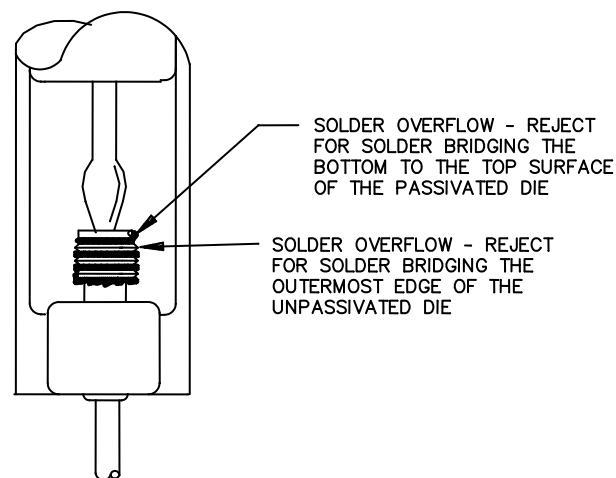 SOLDER OVERFLOW - REJECT
FOR SOLDER BRIDGING THE
BOTTOM TO THE TOP SURFACE
OF THE PASSIVATED DIE
SOLDER OVERFLOW - REJECT
FOR SOLDER BRIDGING THE
OUTERMOST EDGE OF THE
UNPASSIVATED DIE